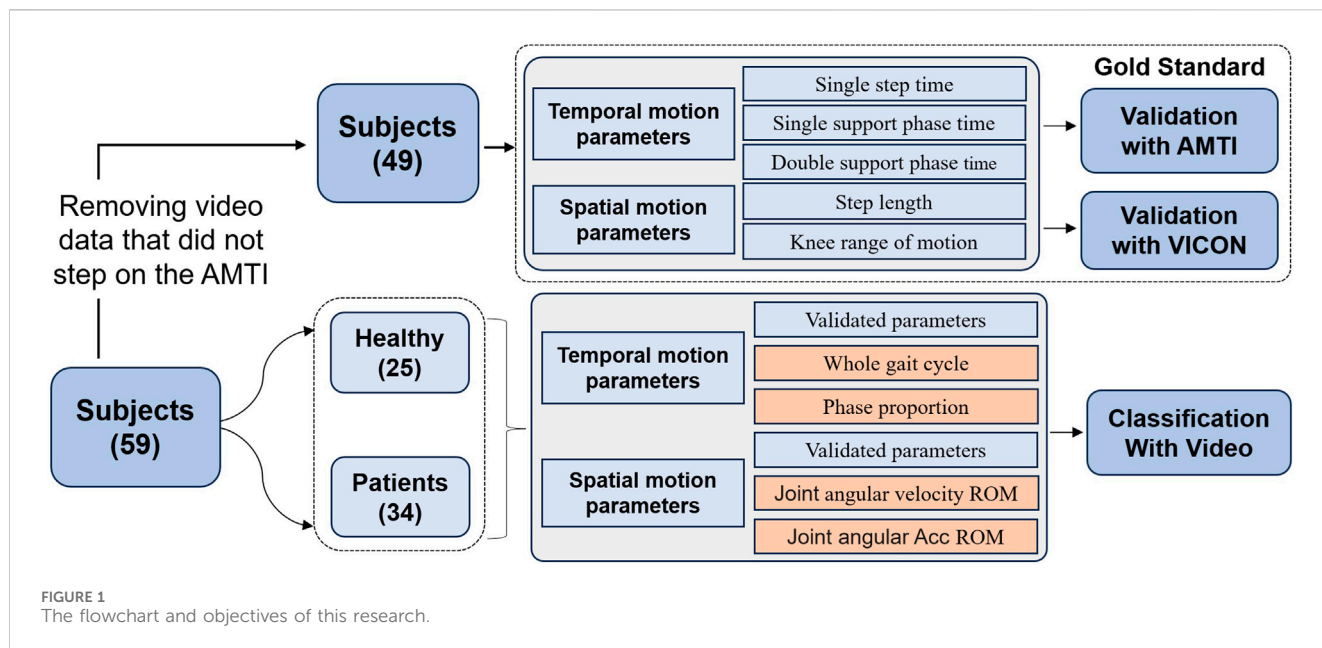 Subjects
(49)
Removing video
data that did not
step on the AMTI
Temporal motion
parameters
Single step time
Single support phase time
Double support phase time
Spatial motion
parameters
Step length
Knee range of motion
Gold Standard
Validation
with AMTI
Validation
with VICON
Subjects
(59)
Healthy
(25)
Patients
(34)
Temporal motion
parameters
Validated parameters
Whole gait cycle
Phase proportion
Spatial motion
parameters
Validated parameters
Joint angular velocity ROM
Joint angular Acc ROM
Classification
With Video
FIGURE 1
The flowchart and objectives of this research.